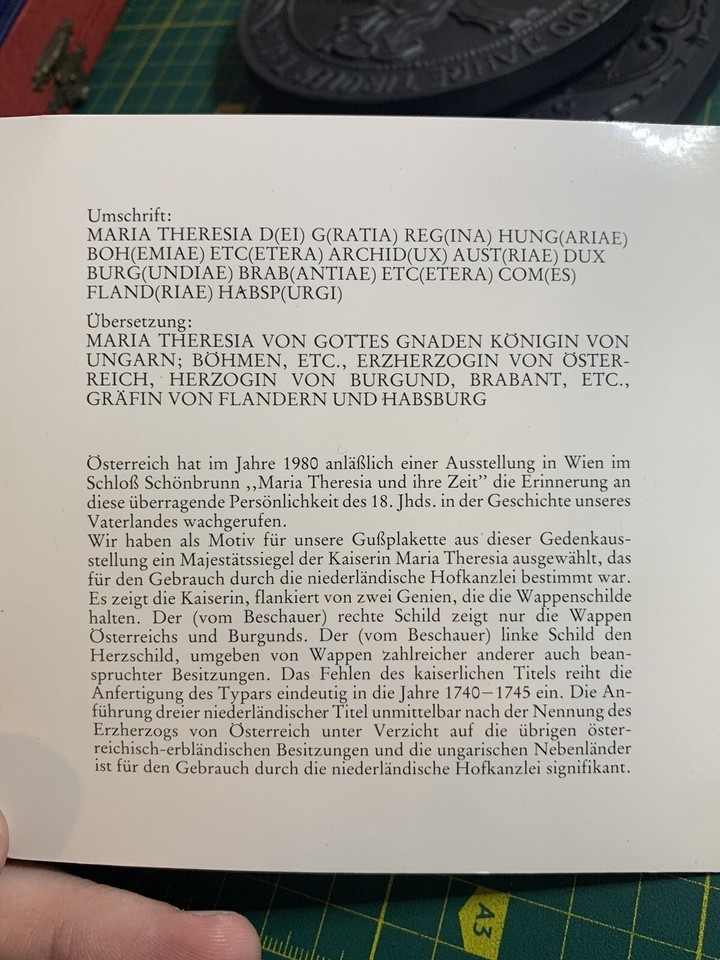 500 JAHRE
Umschrift:
MARIA THERESIA D(EI) G(RATIA) REG(INA) HUNG(ARIAE)
BOH(EMIAE) ETC(ETERA) ARCHID(UX) AUST(RIAE) DUX
BURG(UNDIAE) BRAB(ANTIAE) ETC(ETERA) COM(ES)
FLAND(RIAE) HABSP(URGI)
Übersetzung:
MARIA THERESIA VON GOTTES GNADEN KÖNIGIN VON
UNGARN; BÖHMEN, ETC., ERZHERZOGIN VON ÖSTER-
REICH, HERZOGIN VON BURGUND, BRABANT, ETC.,
GRÄFIN VON FLANDERN UND HABSBURG
Österreich hat im Jahre 1980 anläßlich einer Ausstellung in Wien im
Schloß Schönbrunn ,,Maria Theresia und ihre Zeit” die Erinnerung an
diese überragende Persönlichkeit des 18. Jhds. in der Geschichte unseres
Vaterlandes wachgerufen.
Wir haben als Motiv für unsere Gußplakette aus dieser Gedenkaus-
stellung ein Majestätssiegel der Kaiserin Maria Theresia ausgewählt, das
für den Gebrauch durch die niederländische Hofkanzlei bestimmt war.
Es zeigt die Kaiserin, flankiert von zwei Genien, die die Wappenschilde
halten. Der (vom Beschauer) rechte Schild zeigt nur die Wappen
Österreichs und Burgunds. Der (vom Beschauer) linke Schild den
Herzschild, umgeben von Wappen zahlreicher anderer auch bean-
spruchter Besitzungen. Das Fehlen des kaiserlichen Titels reiht die
Anfertigung des Typars eindeutig in die Jahre 1740–1745 ein. Die An-
führung dreier niederländischer Titel unmittelbar nach der Nennung des
Erzherzogs von Österreich unter Verzicht auf die übrigen öster-
reichisch-erbländischen Besitzungen und die ungarischen Nebenländer
ist für den Gebrauch durch die niederländische Hofkanzlei signifikant.
A3